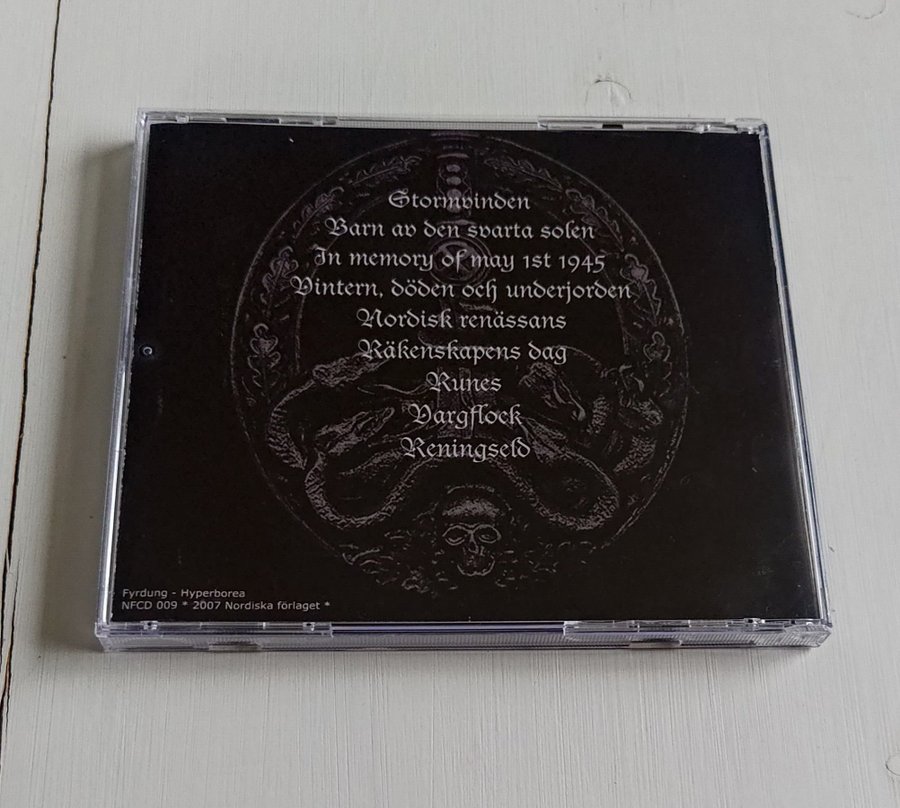 Stormvinden
Barn av den svarta solen
In memory of may 1st 1945
Vintern, döden och underjorden
Nordisk renässans
Räkenskapens dag
Runes
Vargflock
Reningseld
Fyrdung - Hyperborea
NFCD 009 * 2007 Nordiska förlaget *